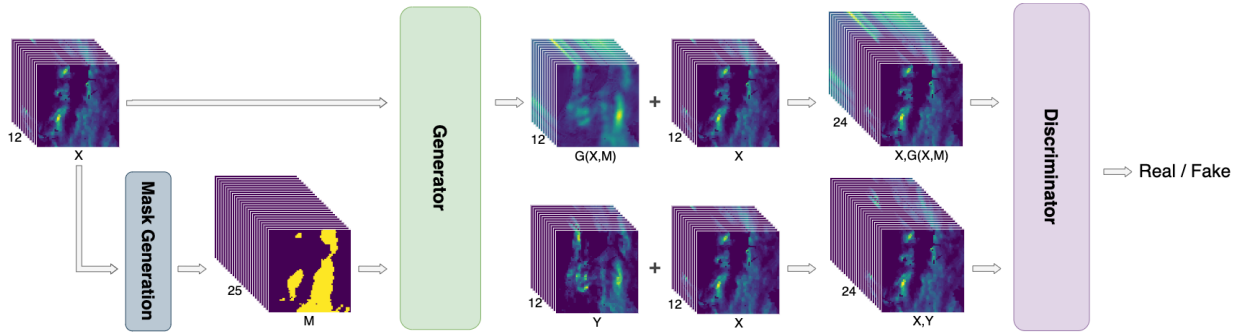 12
X
Mask Generation
25
M
Generator
12
G(X,M)
+
12
X
24
X,G(X,M)
12
Y
+
12
X
24
X,Y
Discriminator
Real / Fake